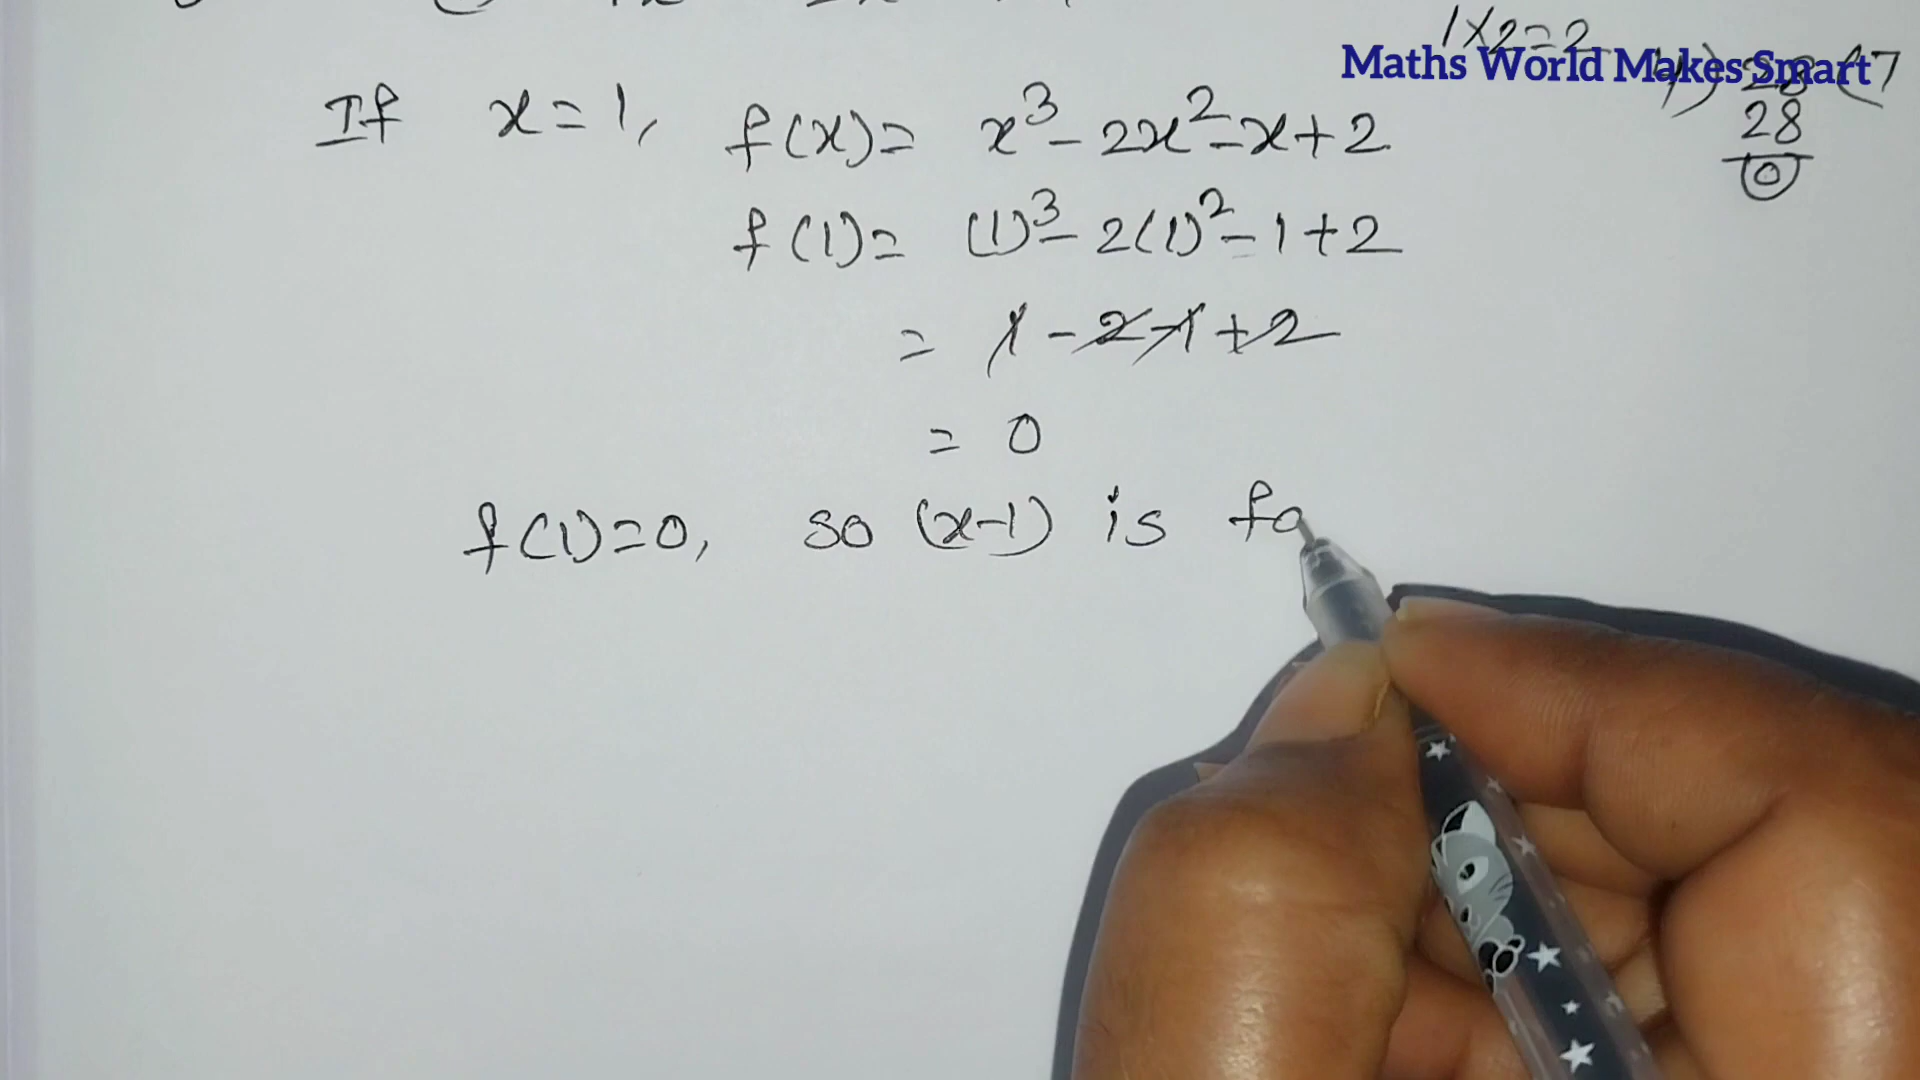 1×2=2
Maths World Makes Smart
28
0
If x=1, f(x)= x³-2x²-x+2
f(1)= (1)³-2(1)²-1+2
= 1-2-1+2
= 0
f(1)=0, so (x-1) is fa